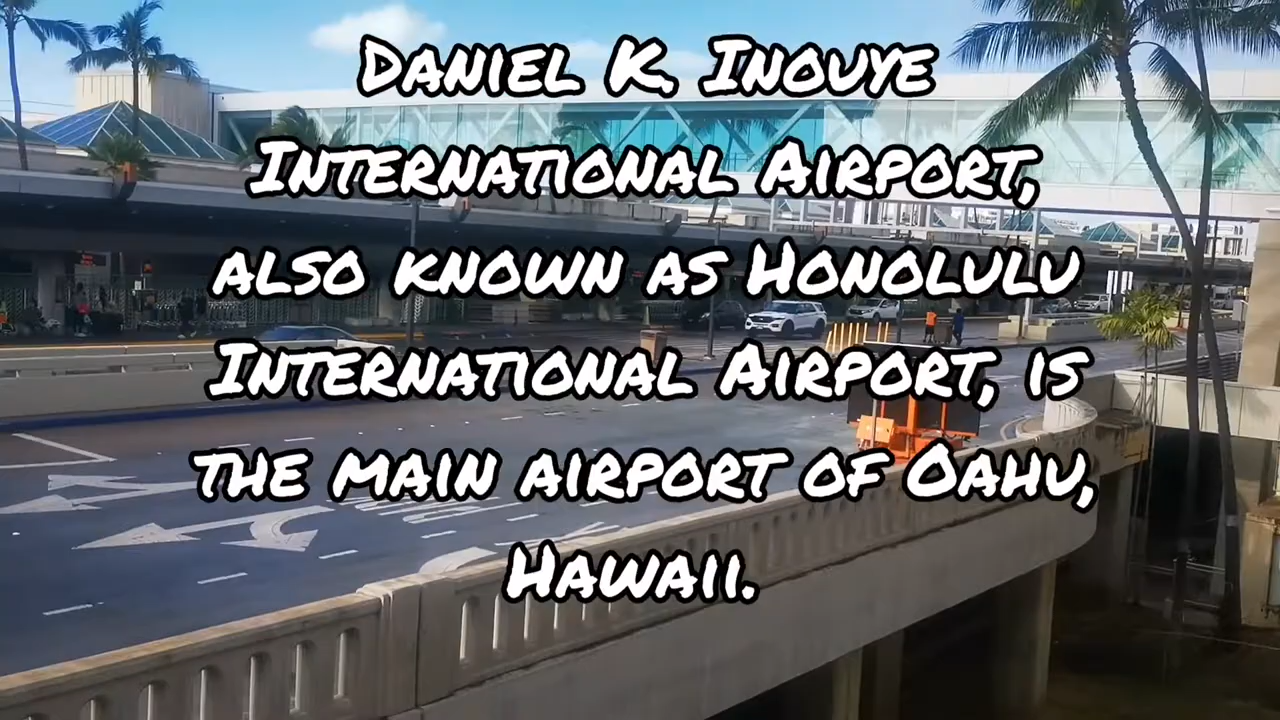 Daniel K. Inouye
International Airport,
also known as Honolulu
International Airport, is
the main airport of Oahu,
Hawaii.